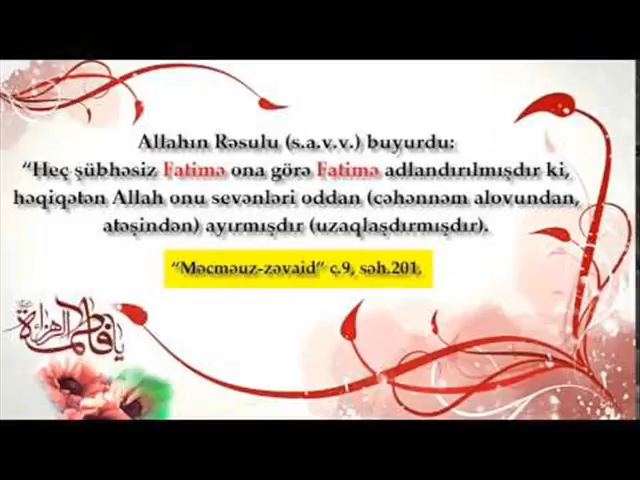 Allahın Rəsulu (s.a.v.v.) buyurdu:
“Heç şübhəsiz Fatimə ona görə Fatimə adlandırılmışdır ki,
həqiqətən Allah onu sevənləri oddan (cəhənnəm alovundan,
atəşindən) ayırmışdır (uzaqlaşdırmışdır).
“Məcməuz-zəvaid” c.9, səh.201.
یا فاطمة الزهراء